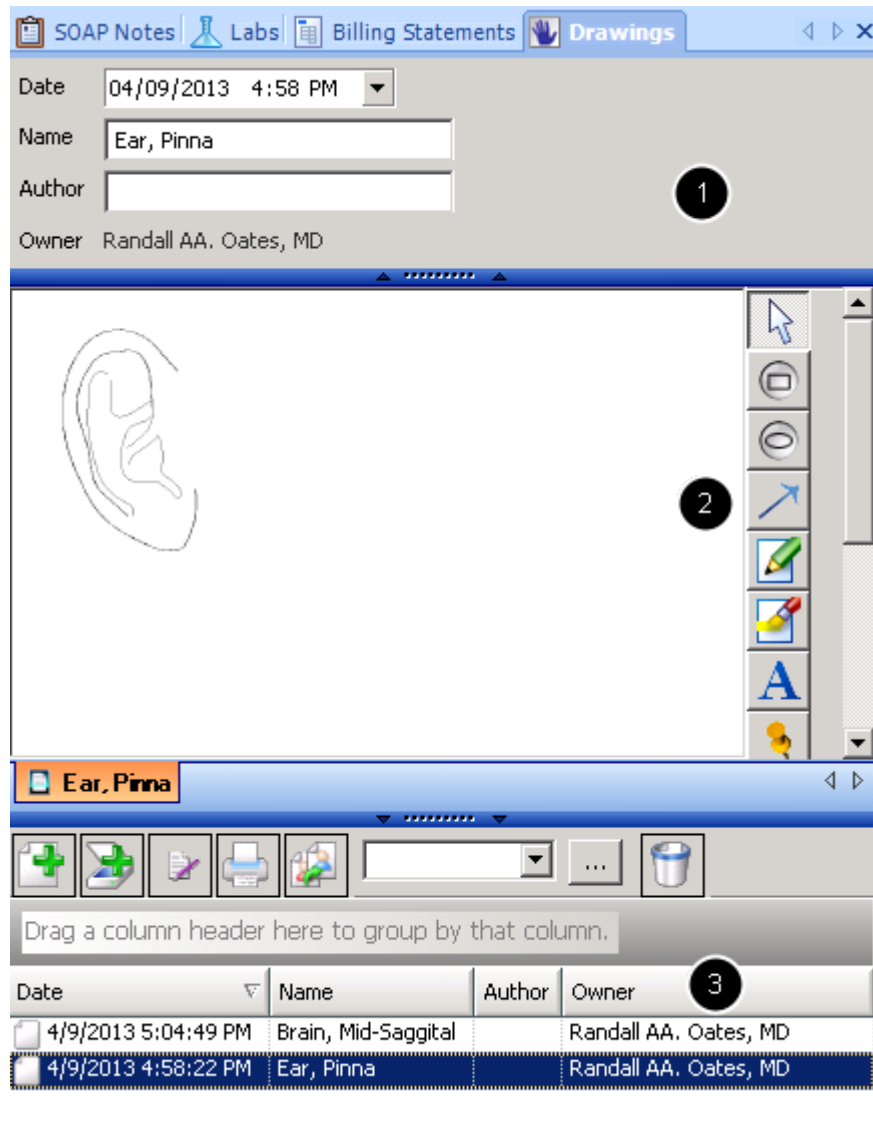 SOAP Notes Labs Billing Statements Drawings
Date 04/09/2013 4:58 PM
Name Ear, Pinna
Author
1
Owner Randall AA. Oates, MD
2
A
Ear, Pinna
...
Drag a column header here to group by that column.
3
Date Name Author Owner
4/9/2013 5:04:49 PM Brain, Mid-Saggital Randall AA. Oates, MD
4/9/2013 4:58:22 PM Ear, Pinna Randall AA. Oates, MD